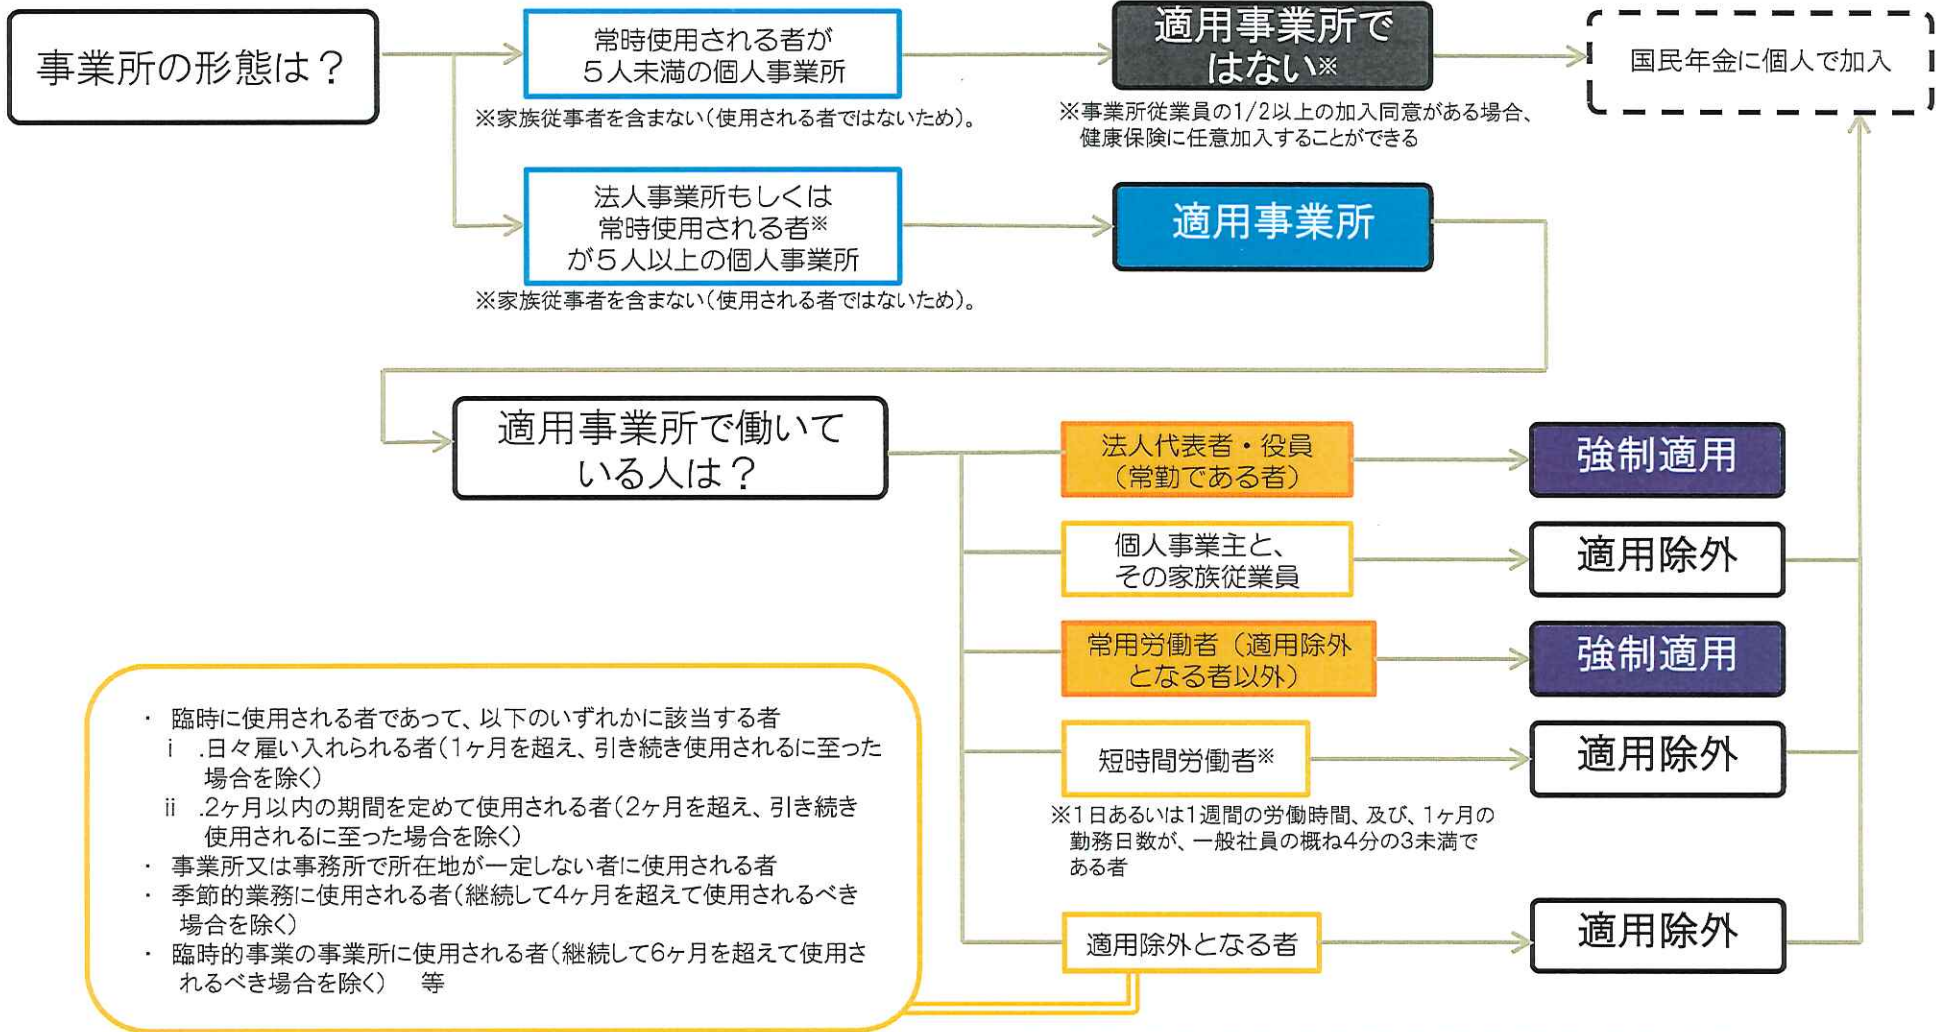 事業所の形態は？
常時使用される者が
５人未満の個人事業所
※家族従事者を含まない（使用される者ではないため）。
適用事業所で
はない※
※事業所従業員の1/2以上の加入同意がある場合、
健康保険に任意加入することができる
国民年金に個人で加入
法人事業所もしくは
常時使用される者※
が５人以上の個人事業所
※家族従事者を含まない（使用される者ではないため）。
適用事業所
適用事業所で働いて
いる人は？
法人代表者・役員
（常勤である者）
強制適用
個人事業主と、
その家族従業員
適用除外
常用労働者（適用除外
となる者以外）
強制適用
短時間労働者※
適用除外
※1日あるいは1週間の労働時間、及び、1ヶ月の
勤務日数が、一般社員の概ね4分の3未満で
ある者
適用除外となる者
適用除外
・ 臨時に使用される者であって、以下のいずれかに該当する者
ⅰ .日々雇い入れられる者（1ヶ月を超え、引き続き使用されるに至った
場合を除く）
ⅱ .2ヶ月以内の期間を定めて使用される者（2ヶ月を超え、引き続き
使用されるに至った場合を除く）
・ 事業所又は事務所で所在地が一定しない者に使用される者
・ 季節的業務に使用される者（継続して4ヶ月を超えて使用されるべき
場合を除く）
・ 臨時的事業の事業所に使用される者（継続して6ヶ月を超えて使用さ
れるべき場合を除く） 等